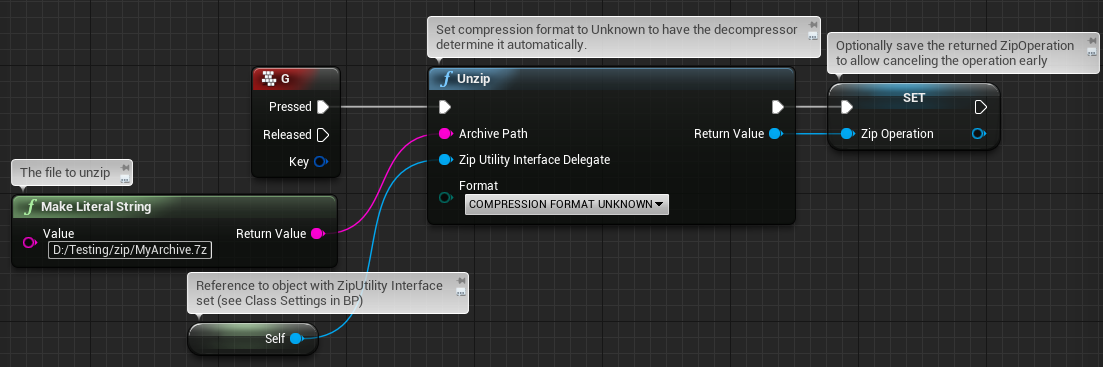 Set compression format to Unknown to have the decompressor
determine it automatically.
Optionally save the returned ZipOperation
to allow canceling the operation early
G
Pressed
Released
Key
f Unzip
Archive Path
Return Value
Zip Utility Interface Delegate
Format
COMPRESSION FORMAT UNKNOWN
SET
Zip Operation
The file to unzip
f Make Literal String
Value
D:/Testing/zip/MyArchive.7z
Return Value
Reference to object with ZipUtility Interface
set (see Class Settings in BP)
Self